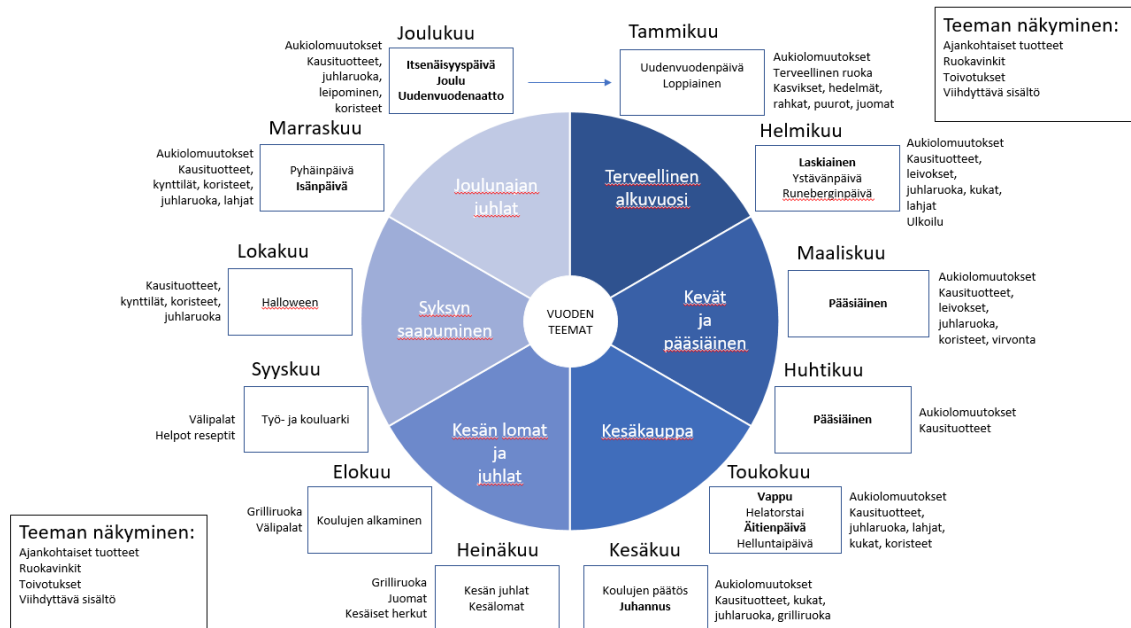 Joulukuu
Aukiolomuutokset
Kausituotteet,
juhlaruoka,
leipominen,
koristeet
Itsenäisyyspäivä
Joulu
Uudenvuodenaatto
Tammikuu
Uudenvuodenpäivä
Loppiainen
Aukiolomuutokset
Terveellinen ruoka
Kasvikset, hedelmät,
rahkat, puurot, juomat
Teeman näkyminen:
Ajankohtaiset tuotteet
Ruokavinkit
Toivotukset
Viihdyttävä sisältö
Helmikuu
Laskiainen
Ystävänpäivä
Runeberginpäivä
Aukiolomuutokset
Kausituotteet,
leivokset,
juhlaruoka, kukat,
lahjat
Ulkoilu
Maaliskuu
Pääsiäinen
Aukiolomuutokset
Kausituotteet,
leivokset,
juhlaruoka,
koristeet, virvonta
Huhtikuu
Pääsiäinen
Aukiolomuutokset
Kausituotteet
Toukokuu
Vappu
Helatorstai
Äitienpäivä
Helluntaipäivä
Aukiolomuutokset
Kausituotteet,
juhlaruoka, lahjat,
kukat, koristeet
Kesäkuu
Koulujen päätös
Juhannus
Aukiolomuutokset
Kausituotteet, kukat,
juhlaruoka, grilliruoka
Heinäkuu
Grilliruoka
Juomat
Kesäiset herkut
Kesän juhlat
Kesälomat
Elokuu
Grilliruoka
Välipalat
Koulujen alkaminen
Syyskuu
Välipalat
Helpot reseptit
Työ- ja kouluarki
Lokakuu
Kausituotteet,
kynttilät, koristeet,
juhlaruoka
Halloween
Marraskuu
Aukiolomuutokset
Kausituotteet,
kynttilät, koristeet,
juhlaruoka, lahjat
Pyhäinpäivä
Isänpäivä
Joulunajan
juhlat
Terveellinen
alkuvuosi
Kevät
ja
pääsiäinen
Kesäkauppa
Kesän lomat
ja
juhlat
Syksyn
saapuminen
VUODEN
TEEMAT
Teeman näkyminen:
Ajankohtaiset tuotteet
Ruokavinkit
Toivotukset
Viihdyttävä sisältö